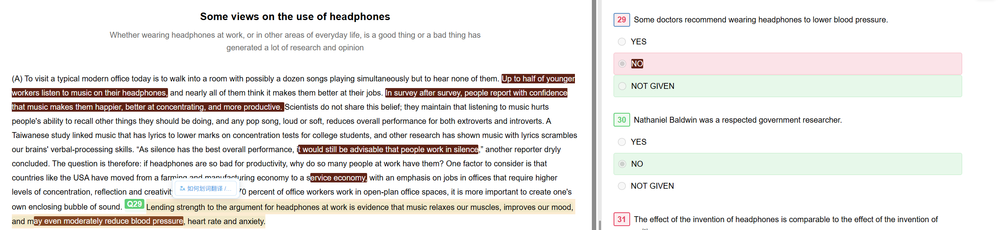 Some views on the use of headphones
Whether wearing headphones at work, or in other areas of everyday life, is a good thing or a bad thing has
generated a lot of research and opinion
(A) To visit a typical modern office today is to walk into a room with possibly a dozen songs playing simultaneously but to hear none of them. Up to half of younger
workers listen to music on their headphones, and nearly all of them think it makes them better at their jobs. In survey after survey, people report with confidence
that music makes them happier, better at concentrating, and more productive. Scientists do not share this belief; they maintain that listening to music hurts
people's ability to recall other things they should be doing, and any pop song, loud or soft, reduces overall performance for both extroverts and introverts. A
Taiwanese study linked music that has lyrics to lower marks on concentration tests for college students, and other research has shown music with lyrics scrambles
our brains' verbal-processing skills. “As silence has the best overall performance, it would still be advisable that people work in silence,” another reporter dryly
concluded. The question is therefore: if headphones are so bad for productivity, why do so many people at work have them? One factor to consider is that
countries like the USA have moved from a farming and manufacturing economy to a service economy, with an emphasis on jobs in offices that require higher
levels of concentration, reflection and creativity 70 percent of office workers work in open-plan office spaces, it is more important to create one's
如何划词翻译 /...
own enclosing bubble of sound. Q29 Lending strength to the argument for headphones at work is evidence that music relaxes our muscles, improves our mood,
and may even moderately reduce blood pressure, heart rate and anxiety.
29 Some doctors recommend wearing headphones to lower blood pressure.
YES
NO
NOT GIVEN
30 Nathaniel Baldwin was a respected government researcher.
YES
NO
NOT GIVEN
31 The effect of the invention of headphones is comparable to the effect of the invention of